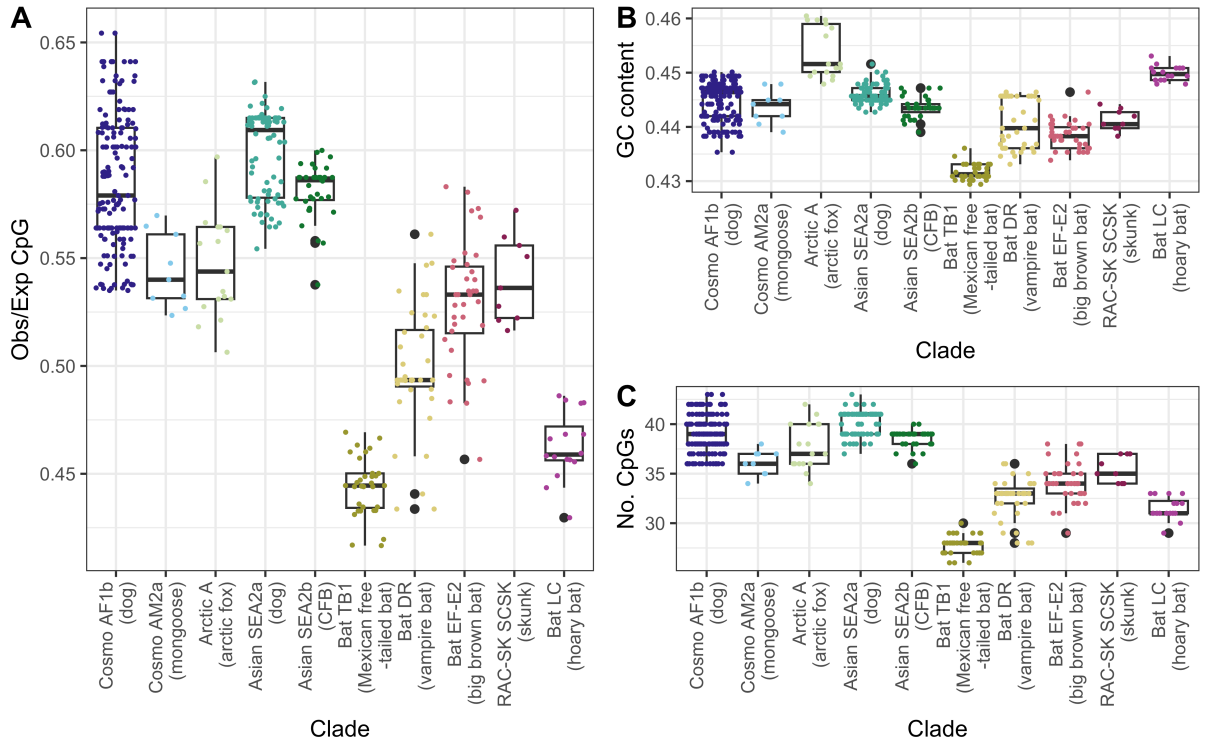 A
Obs/Exp CpG
0.65
0.60
0.55
0.50
0.45
Cosmo AF1b
(dog)
Cosmo AM2a
(mongoose)
Arctic A
(arctic fox)
Asian SEA2a
(dog)
Asian SEA2b
(CFB)
Bat TB1
(Mexican free
-tailed bat)
Bat DR
(vampire bat)
Bat EF-E2
(big brown bat)
RAC-SK SCSK
(skunk)
Bat LC
(hoary bat)
Clade
B
GC content
0.46
0.45
0.44
0.43
Cosmo AF1b
(dog)
Cosmo AM2a
(mongoose)
Arctic A
(arctic fox)
Asian SEA2a
(dog)
Asian SEA2b
(CFB)
Bat TB1
(Mexican free
-tailed bat)
Bat DR
(vampire bat)
Bat EF-E2
(big brown bat)
RAC-SK SCSK
(skunk)
Bat LC
(hoary bat)
Clade
C
No. CpGs
40
35
30
Cosmo AF1b
(dog)
Cosmo AM2a
(mongoose)
Arctic A
(arctic fox)
Asian SEA2a
(dog)
Asian SEA2b
(CFB)
Bat TB1
(Mexican free
-tailed bat)
Bat DR
(vampire bat)
Bat EF-E2
(big brown bat)
RAC-SK SCSK
(skunk)
Bat LC
(hoary bat)
Clade